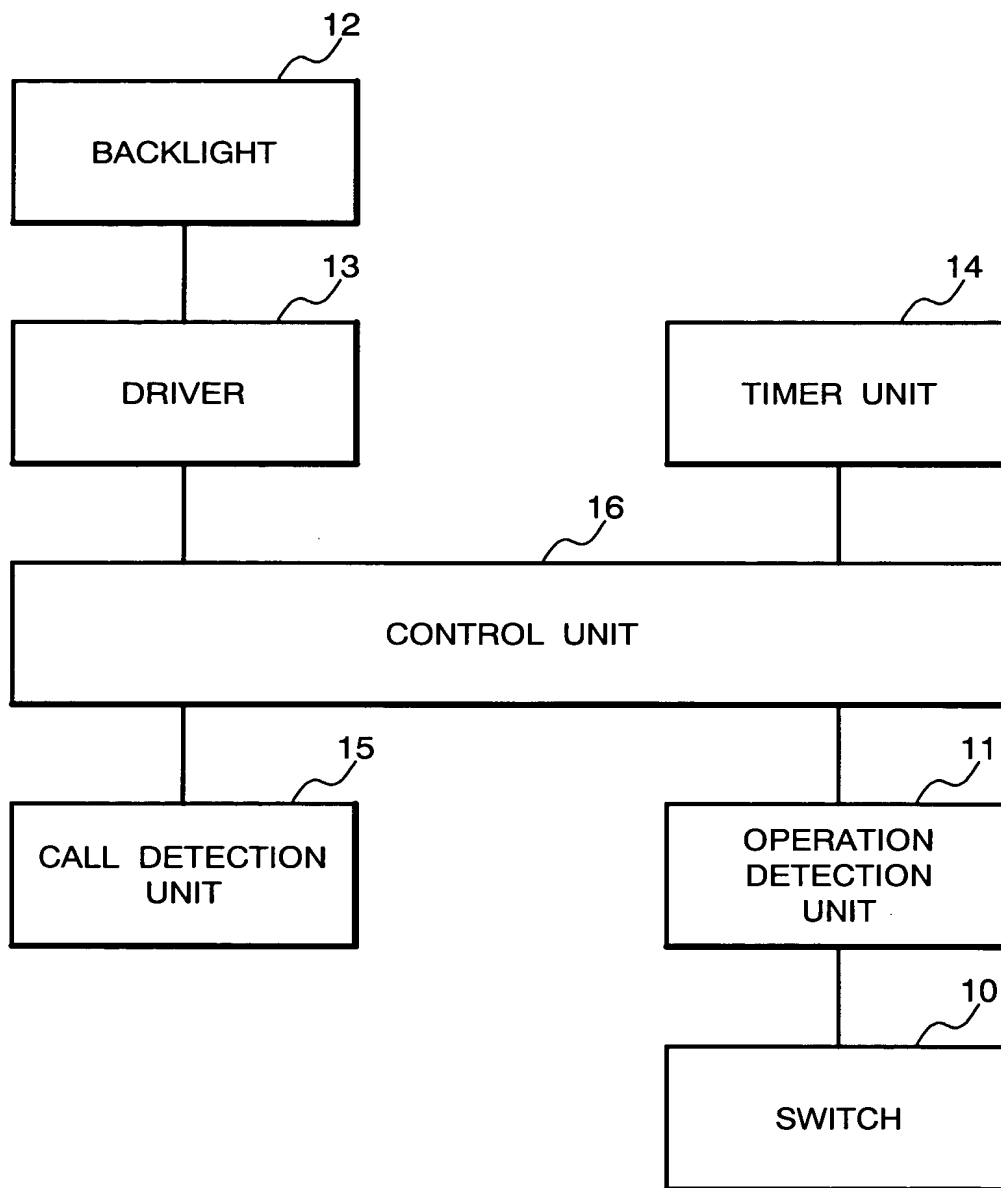 12
BACKLIGHT
13
DRIVER
14
TIMER UNIT
16
CONTROL UNIT
15
CALL DETECTION
UNIT
11
OPERATION
DETECTION
UNIT
10
SWITCH